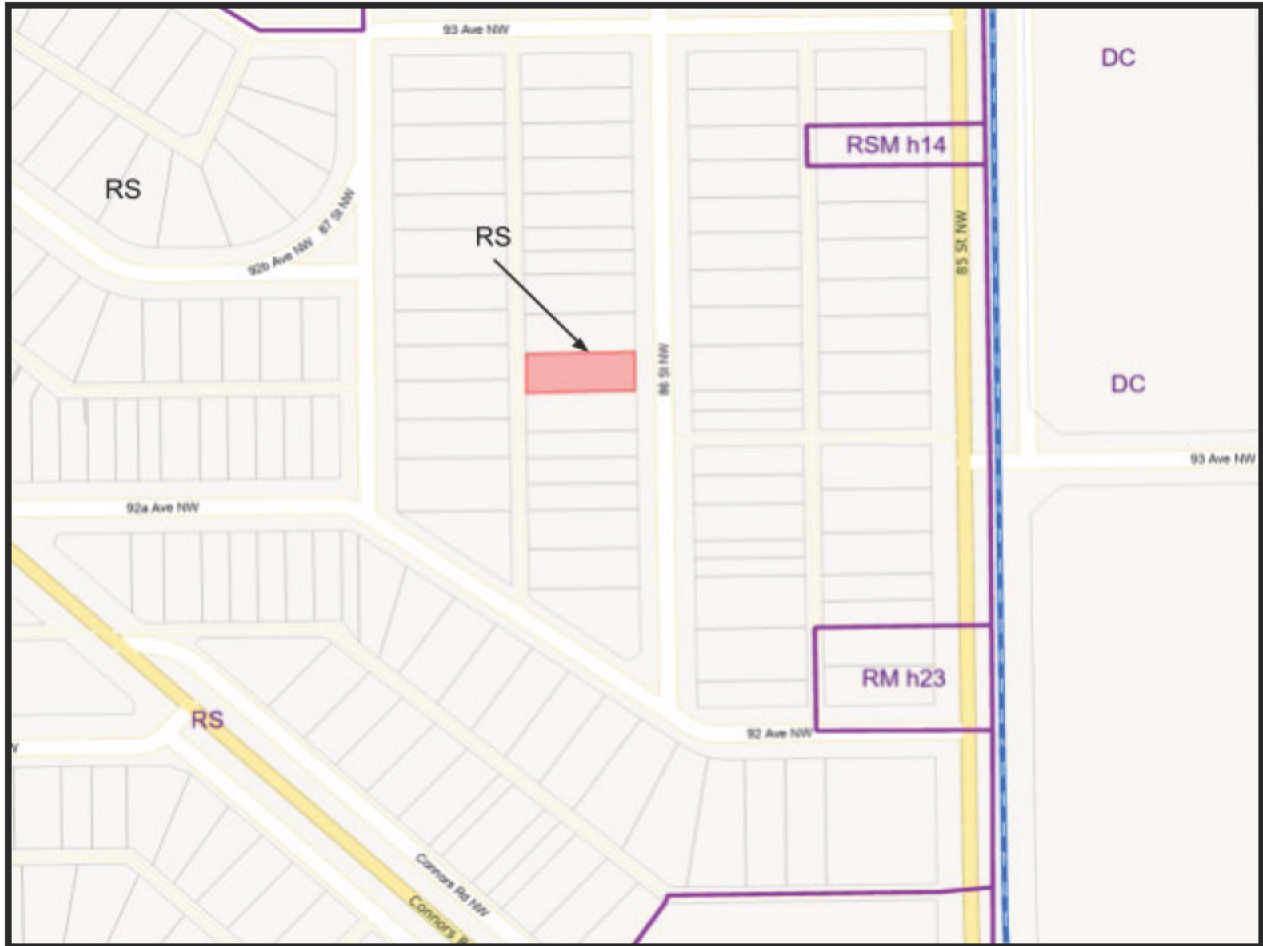 93 Ave NW
DC
RSM h14
RS
87 St NW
85 St NW
RS
92b Ave NW
86 St NW
DC
93 Ave NW
92a Ave NW
RM h23
RS
92 Ave NW
Connors Rd NW
Connors R